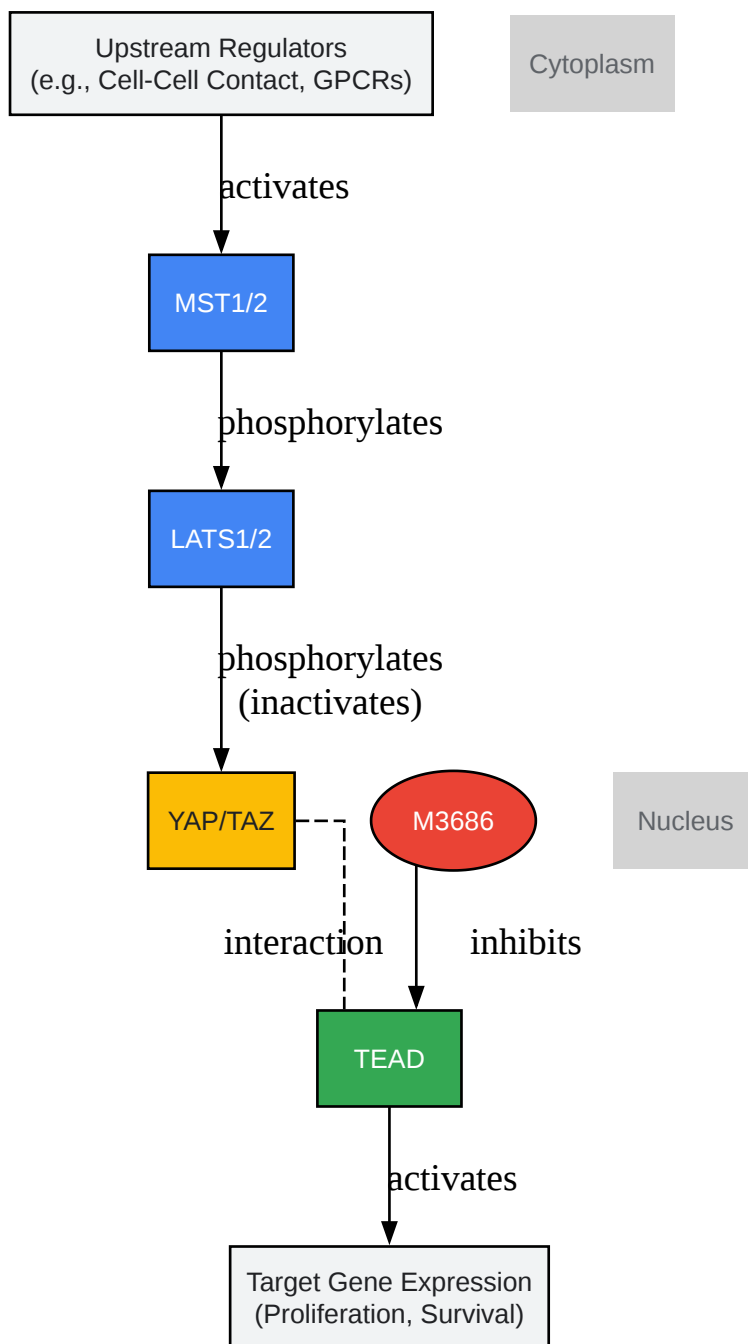 Upstream Regulators
(e.g., Cell-Cell Contact, GPCRs)
Cytoplasm
activates
MST1/2
phosphorylates
LATS1/2
phosphorylates
(inactivates)
YAP/TAZ
M3686
Nucleus
interaction
inhibits
TEAD
activates
Target Gene Expression
(Proliferation, Survival)